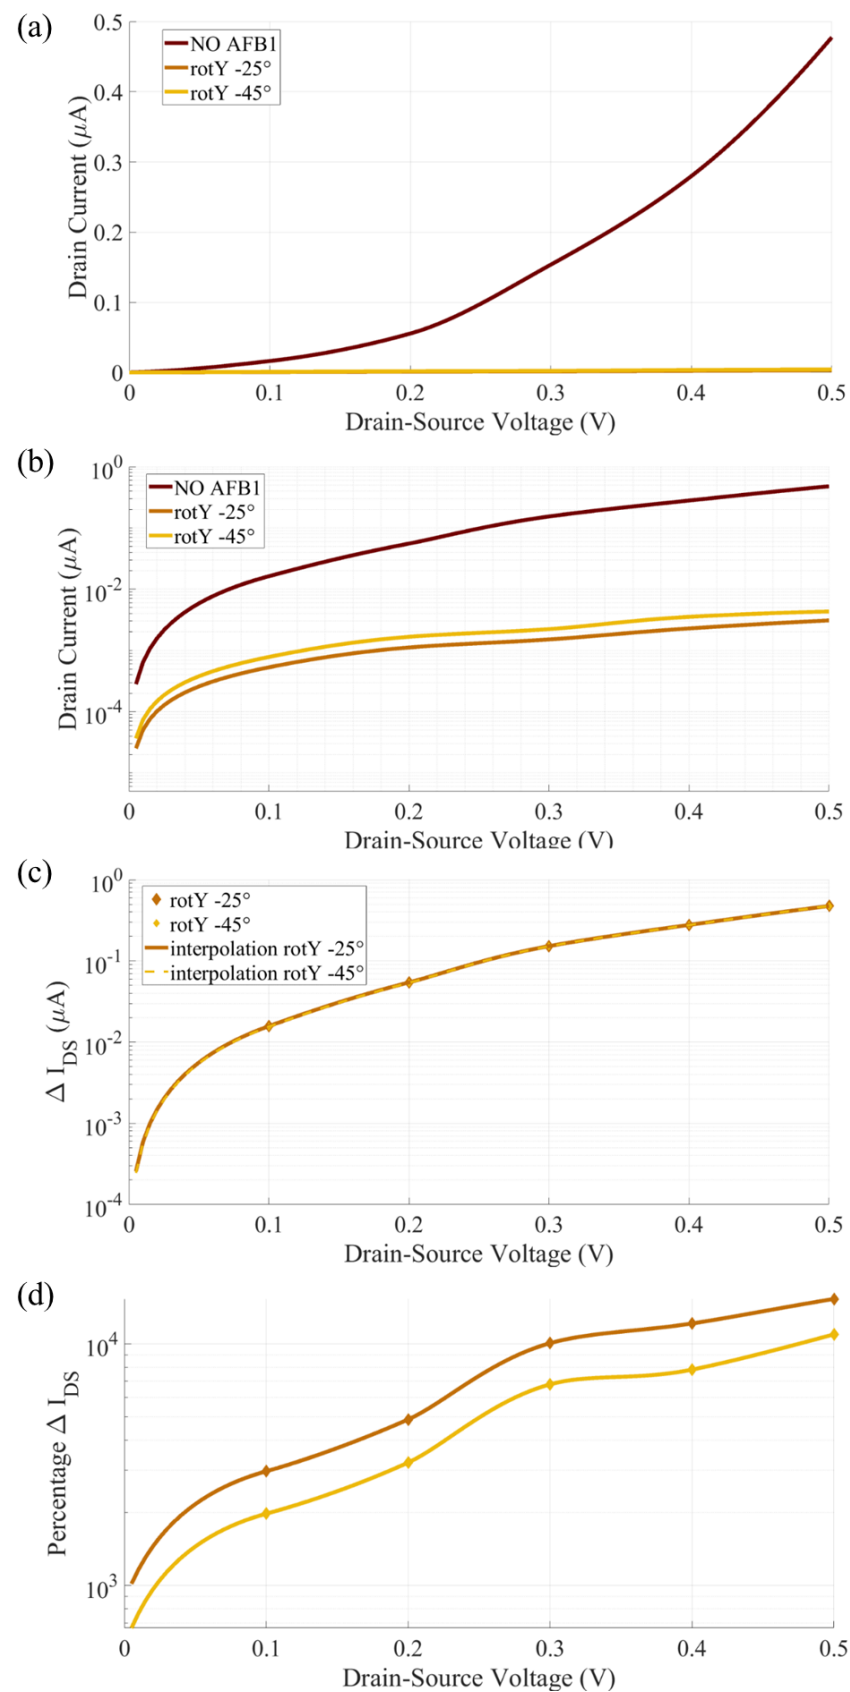 (a)
0.5
0.4
0.3
0.2
0.1
0
Drain Current (μA)
NO AFB1
rotY -25°
rotY -45°
0 0.1 0.2 0.3 0.4 0.5
Drain-Source Voltage (V)
(b)
10^0
10^-2
10^-4
Drain Current (μA)
NO AFB1
rotY -25°
rotY -45°
0 0.1 0.2 0.3 0.4 0.5
Drain-Source Voltage (V)
(c)
10^0
10^-1
10^-2
10^-3
10^-4
Δ I_DS (μA)
rotY -25°
rotY -45°
interpolation rotY -25°
interpolation rotY -45°
0 0.1 0.2 0.3 0.4 0.5
Drain-Source Voltage (V)
(d)
10^4
10^3
Percentage Δ I_DS
0 0.1 0.2 0.3 0.4 0.5
Drain-Source Voltage (V)